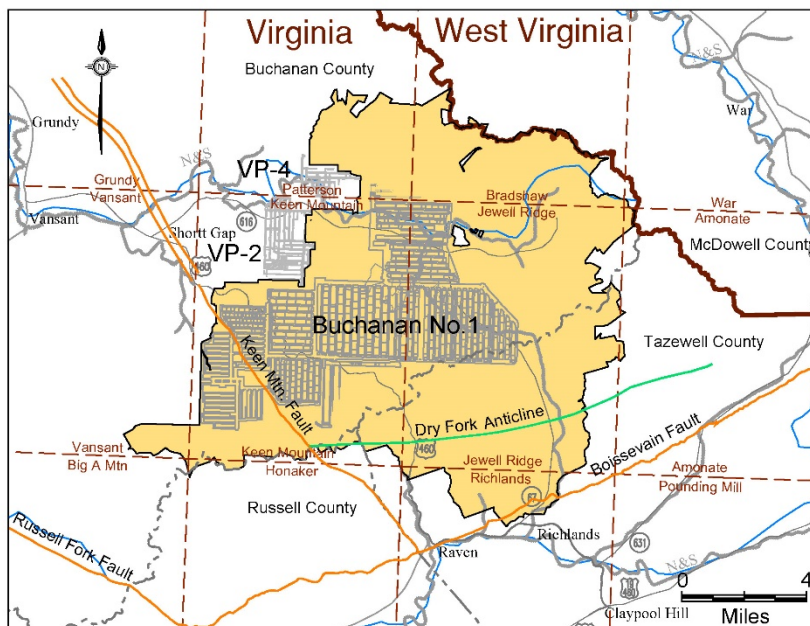 Virginia
West Virginia
Buchanan County
N&S
War
Grundy
VP-4
N&S
Grundy
Vansant
Patterson
Keen Mountain
Bradshaw
Jewell Ridge
War
Amonate
Vansant
616
Shortt Gap
McDowell County
VP-2
460
Buchanan No.1
Keen Mtn. Fault
Tazewell County
Dry Fork Anticline
460
Boissevain Fault
Vansant
Big A Mtn
Keen Mountain
Honaker
Jewell Ridge
Richlands
Amonate
Pounding Mill
67
Russell County
Russell Fork Fault
Raven
Richlands
631
N&S
19
460
Claypool Hill
0
4
Miles
N